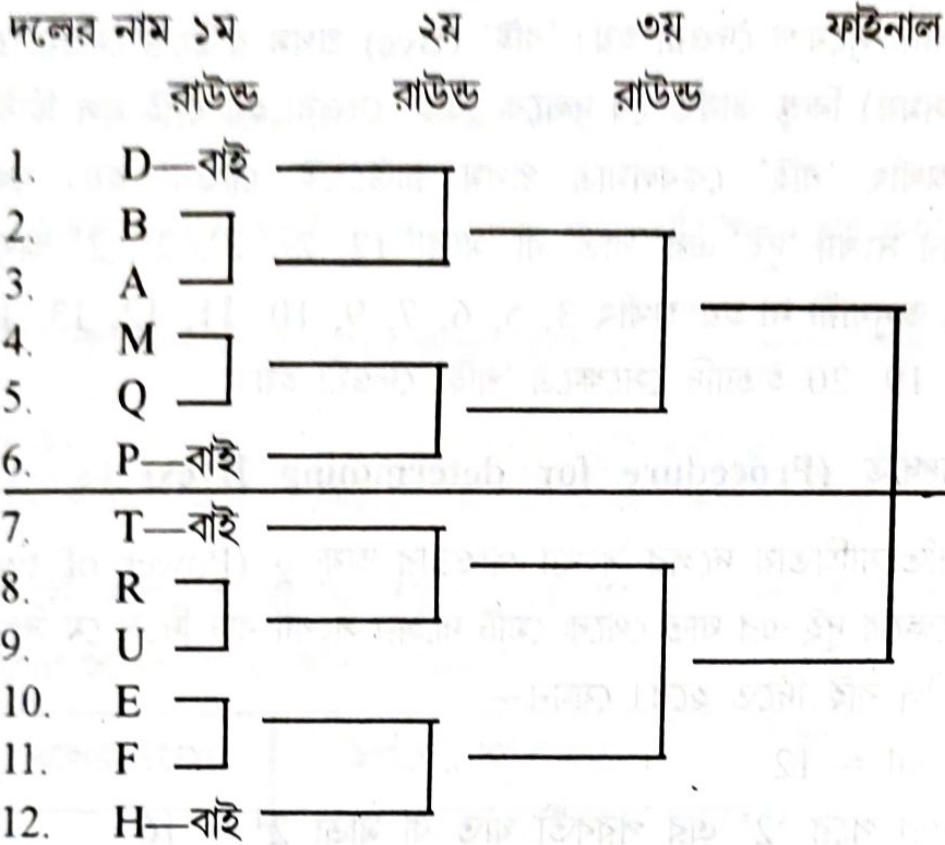 দলের নাম ১ম ২য় ৩য় ফাইনাল
রাউন্ড রাউন্ড রাউন্ড
1. D—বাই
2. B
3. A
4. M
5. Q
6. P—বাই
7. T—বাই
8. R
9. U
10. E
11. F
12. H—বাই